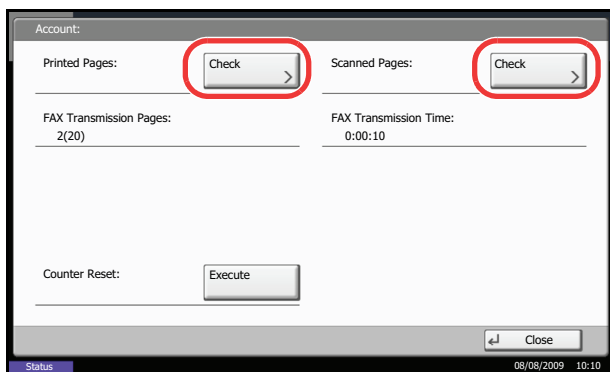 Account:
Printed Pages: Check Scanned Pages: Check
FAX Transmission Pages: FAX Transmission Time:
2(20) 0:00:10
Counter Reset: Execute
Close
Status 08/08/2009 10:10